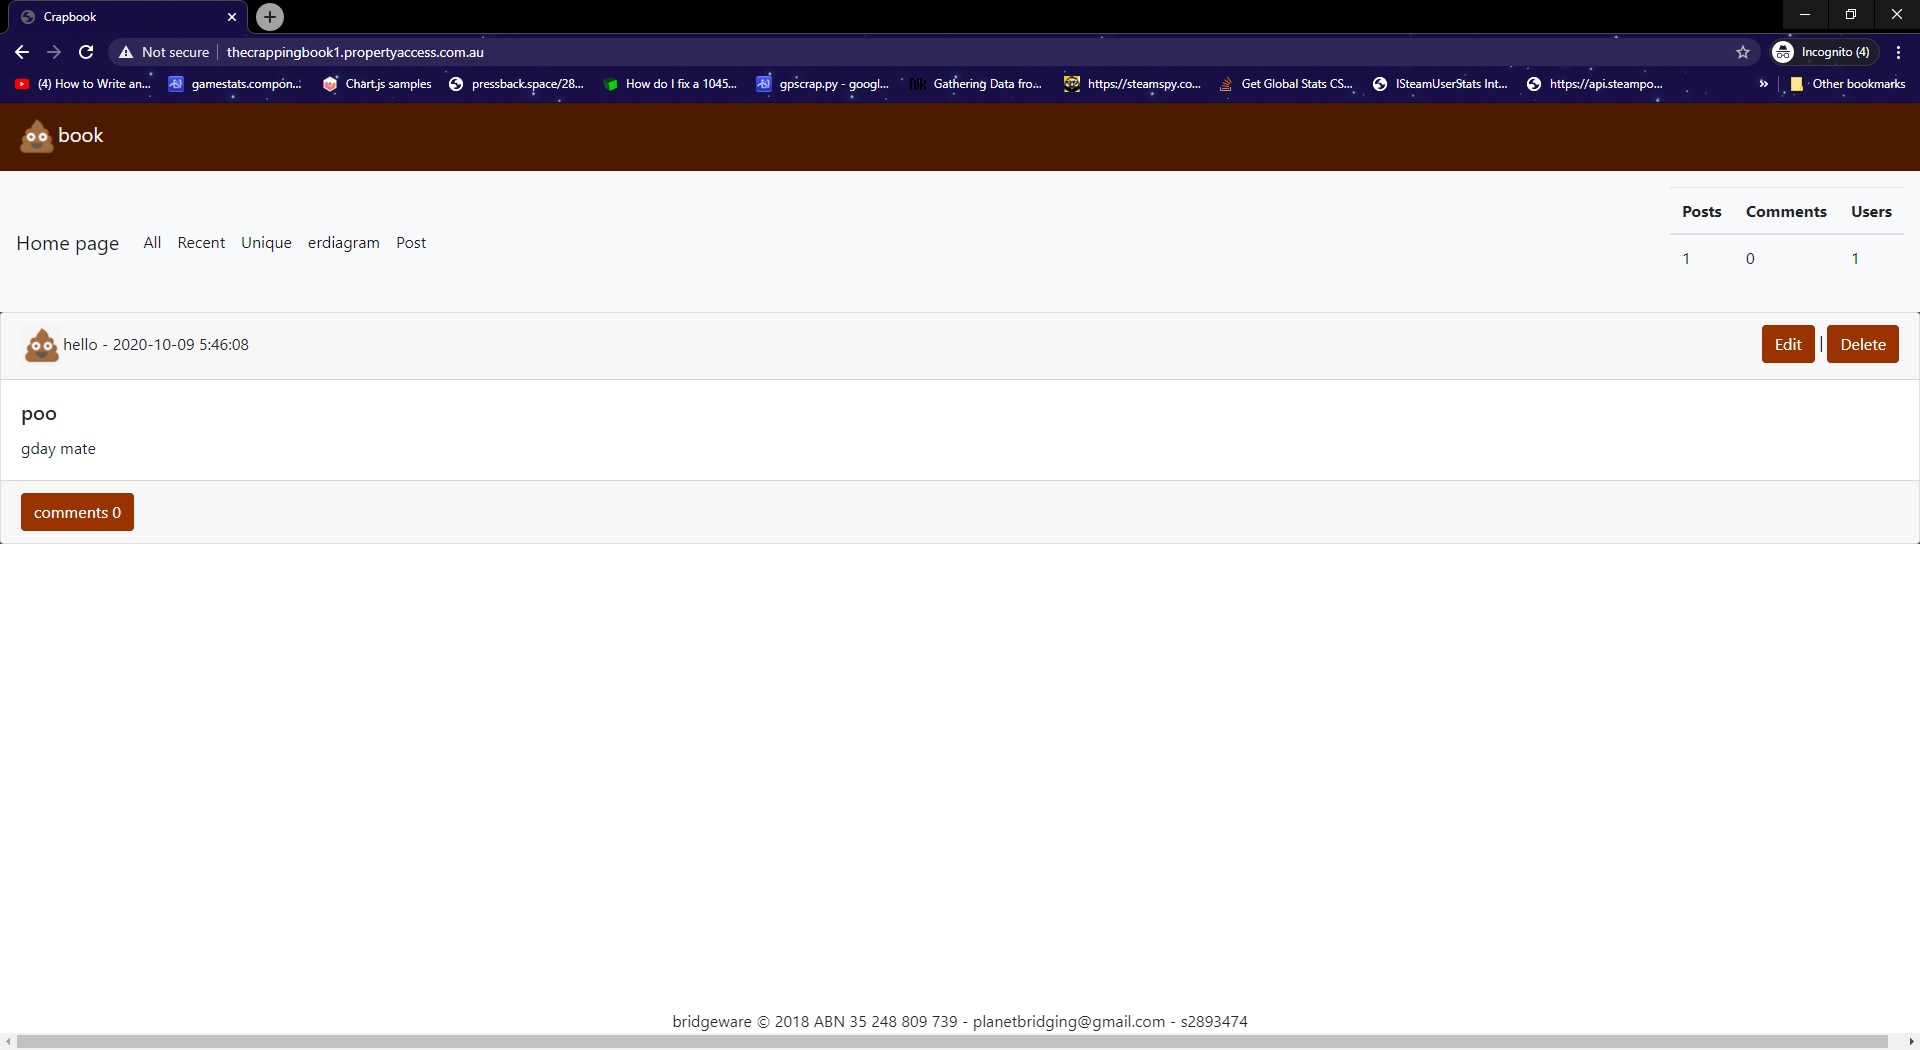 Crapbook
Not secure thecrappingbook1.propertyaccess.com.au Incognito (4)
(4) How to Write an... gamestats.compon... Chart.js samples pressback.space/28... How do I fix a 1045... gpscrap.py - googl... Gathering Data fro... https://steamspy.co... Get Global Stats CS... ISteamUserStats Int... https://api.steampo... » Other bookmarks
book
Posts Comments Users
Home page All Recent Unique erdiagram Post
1 0 1
hello - 2020-10-09 5:46:08 Edit | Delete
poo
gday mate
comments 0
bridgeware © 2018 ABN 35 248 809 739 - planetbridging@gmail.com - s2893474